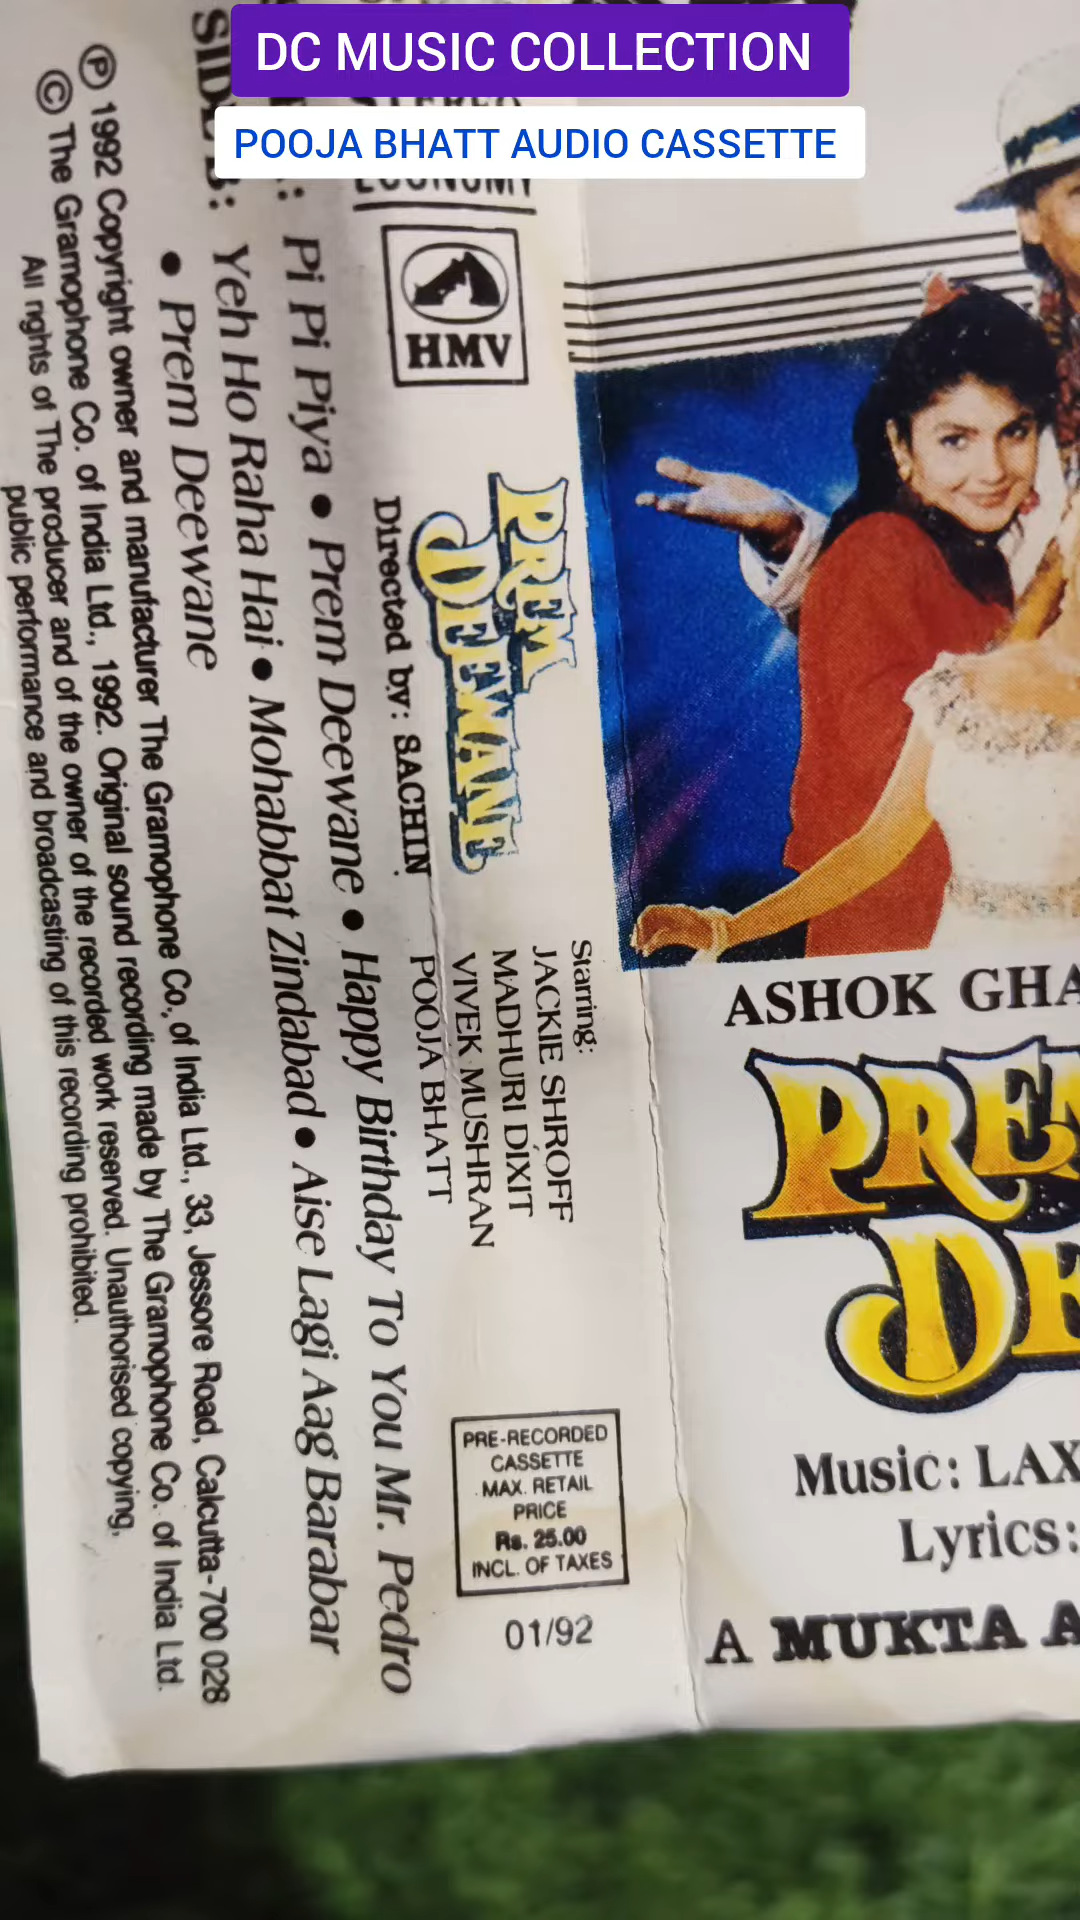 DC MUSIC COLLECTION
POOJA BHATT AUDIO CASSETTE
STEREO
ECONOMY
HMV
PREM
DEEWANE
Directed by: SACHIN
Starring:
JACKIE SHROFF
MADHURI DIXIT
VIVEK MUSHRAN
POOJA BHATT
PRE-RECORDED
CASSETTE
MAX. RETAIL
PRICE
Rs. 25.00
INCL. OF TAXES
01/92
Pi Pi Piya • Prem Deewane • Happy Birthday To You Mr. Pedro
SIDE B: Yeh Ho Raha Hai • Mohabbat Zindabad • Aise Lagi Aag Barabar
• Prem Deewane
Ⓟ 1992 Copyright owner and manufacturer The Gramophone Co., of India Ltd., 33, Jessore Road, Calcutta-700 028
© The Gramophone Co. of India Ltd., 1992. Original sound recording made by The Gramophone Co. of India Ltd.
All rights of The producer and of the owner of the recorded work reserved. Unauthorised copying,
public performance and broadcasting of this recording prohibited.
ASHOK GHA
PREM
DE
Music: LAX
Lyrics:
A MUKTA A